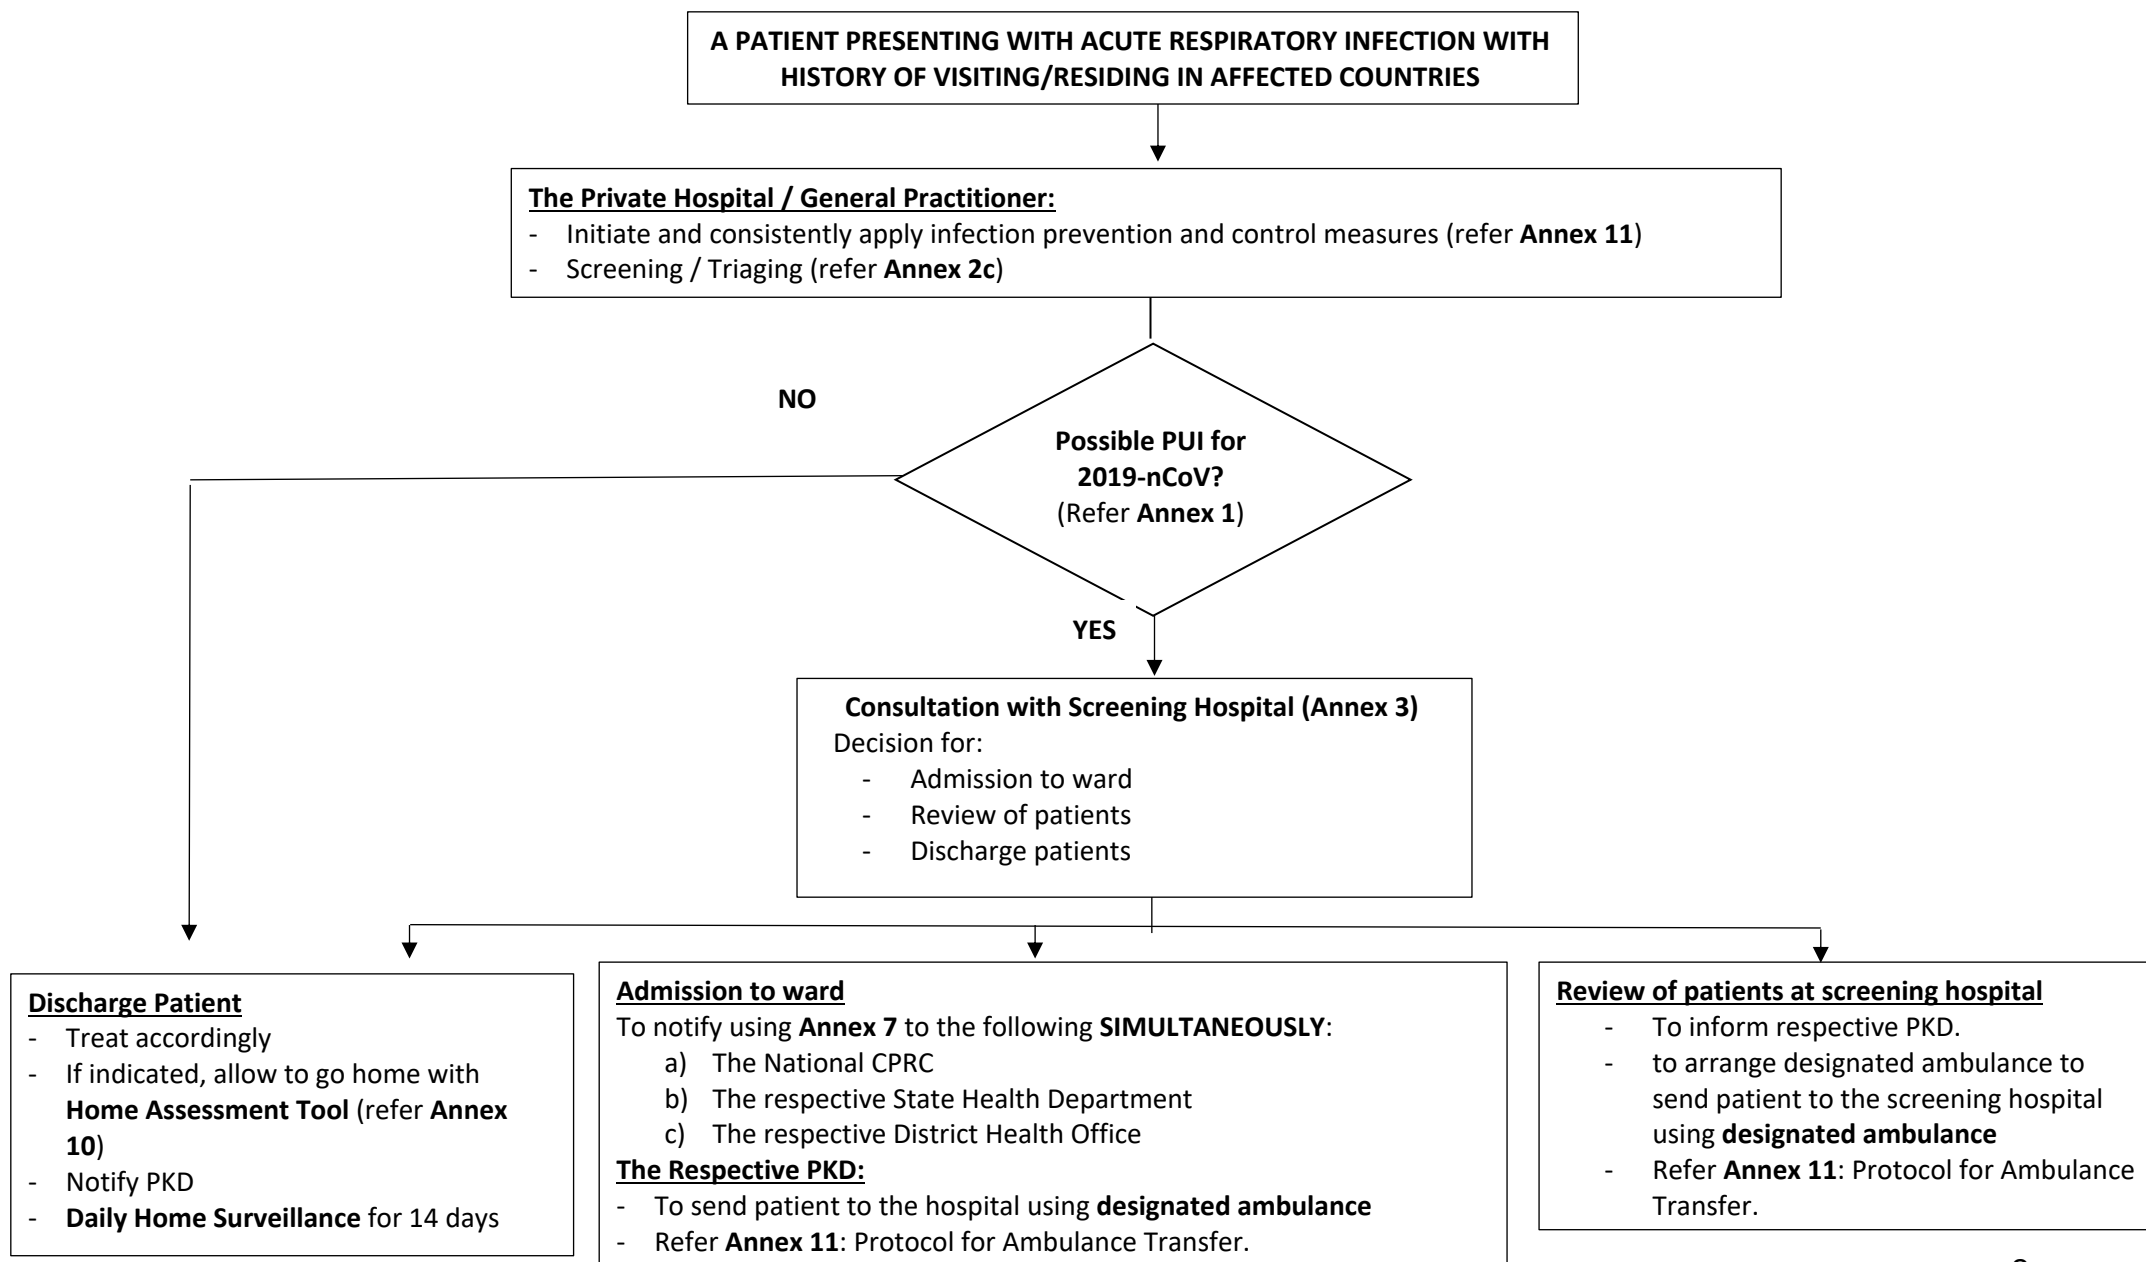 A PATIENT PRESENTING WITH ACUTE RESPIRATORY INFECTION WITH
HISTORY OF VISITING/RESIDING IN AFFECTED COUNTRIES
The Private Hospital / General Practitioner:
- Initiate and consistently apply infection prevention and control measures (refer Annex 11)
- Screening / Triaging (refer Annex 2c)
NO
Possible PUI for
2019-nCoV?
(Refer Annex 1)
YES
Consultation with Screening Hospital (Annex 3)
Decision for:
- Admission to ward
- Review of patients
- Discharge patients
Discharge Patient
- Treat accordingly
- If indicated, allow to go home with
Home Assessment Tool (refer Annex
10)
- Notify PKD
- Daily Home Surveillance for 14 days
Admission to ward
To notify using Annex 7 to the following SIMULTANEOUSLY:
a) The National CPRC
b) The respective State Health Department
c) The respective District Health Office
The Respective PKD:
- To send patient to the hospital using designated ambulance
- Refer Annex 11: Protocol for Ambulance Transfer.
Review of patients at screening hospital
- To inform respective PKD.
- to arrange designated ambulance to
send patient to the screening hospital
using designated ambulance
- Refer Annex 11: Protocol for Ambulance
Transfer.